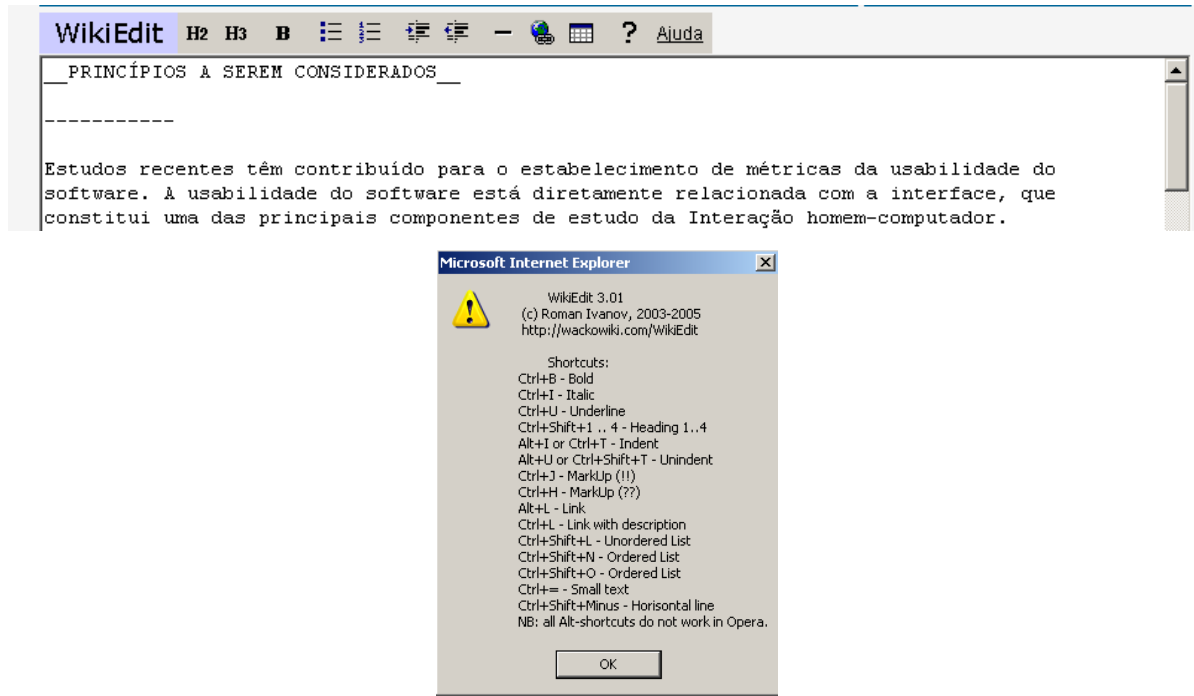 WikiEdit H2 H3 B ? Ajuda
__PRINCÍPIOS A SEREM CONSIDERADOS__
-----------
Estudos recentes têm contribuído para o estabelecimento de métricas da usabilidade do
software. A usabilidade do software está diretamente relacionada com a interface, que
constitui uma das principais componentes de estudo da Interação homem-computador.
Microsoft Internet Explorer
WikiEdit 3.01
(c) Roman Ivanov, 2003-2005
http://wackowiki.com/WikiEdit
Shortcuts:
Ctrl+B - Bold
Ctrl+I - Italic
Ctrl+U - Underline
Ctrl+Shift+1 .. 4 - Heading 1..4
Alt+I or Ctrl+T - Indent
Alt+U or Ctrl+Shift+T - Unindent
Ctrl+J - MarkUp (!!)
Ctrl+H - MarkUp (??)
Alt+L - Link
Ctrl+L - Link with description
Ctrl+Shift+L - Unordered List
Ctrl+Shift+N - Ordered List
Ctrl+Shift+O - Ordered List
Ctrl+= - Small text
Ctrl+Shift+Minus - Horisontal line
NB: all Alt-shortcuts do not work in Opera.
OK